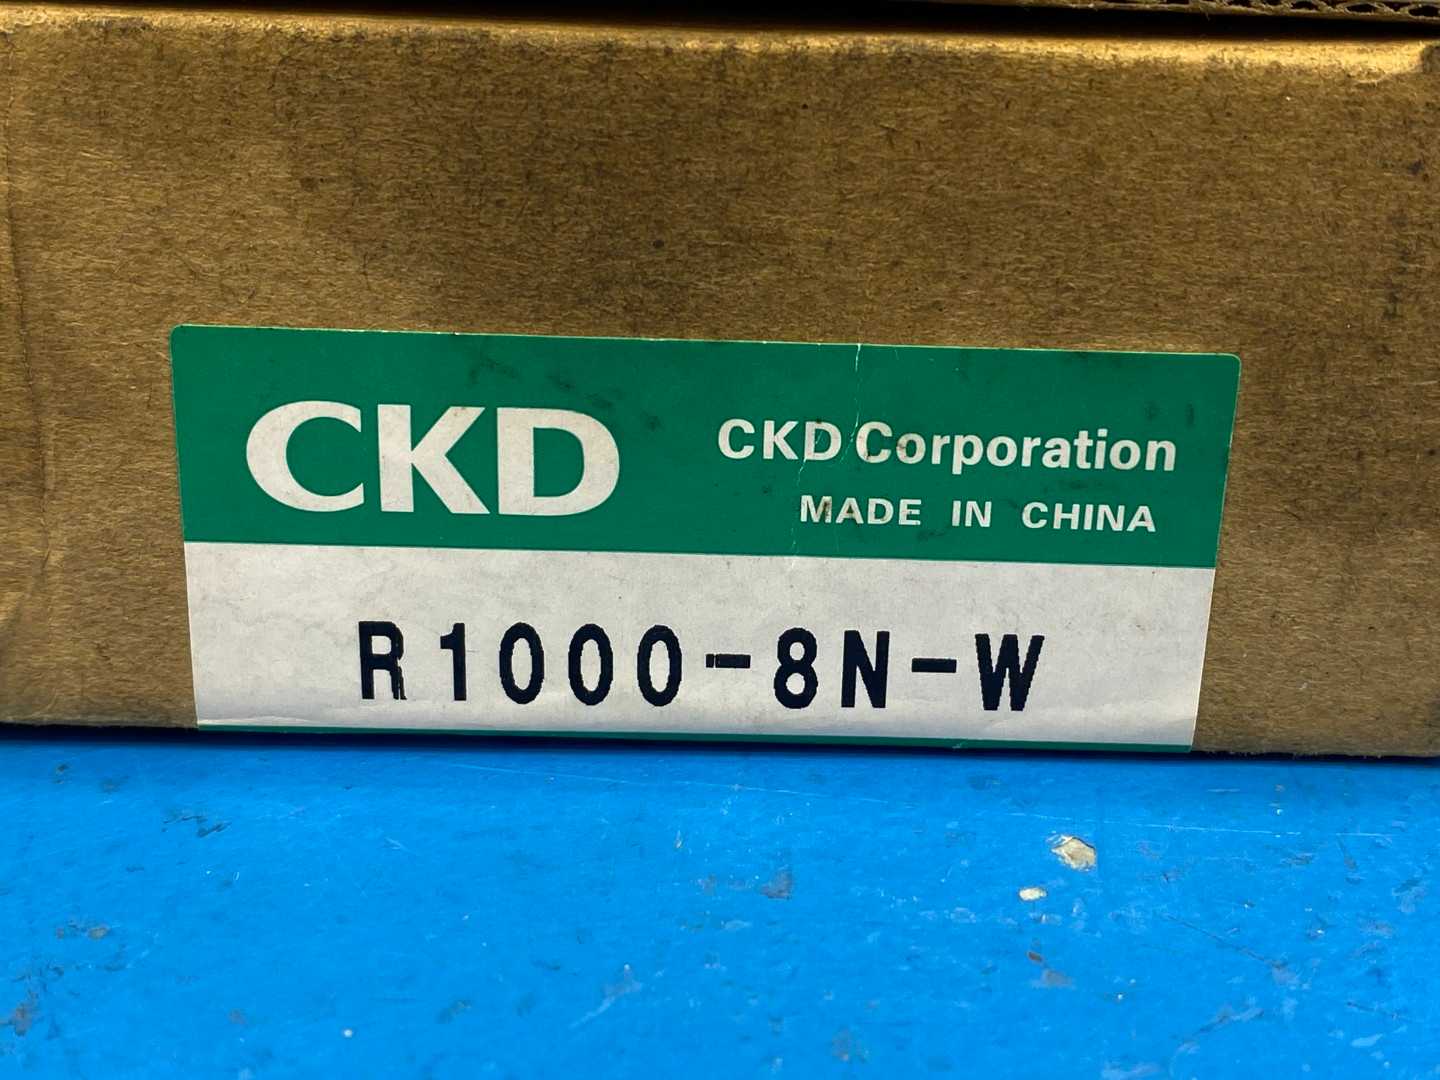 CKD
CKD Corporation
MADE IN CHINA
R1000-8N-W